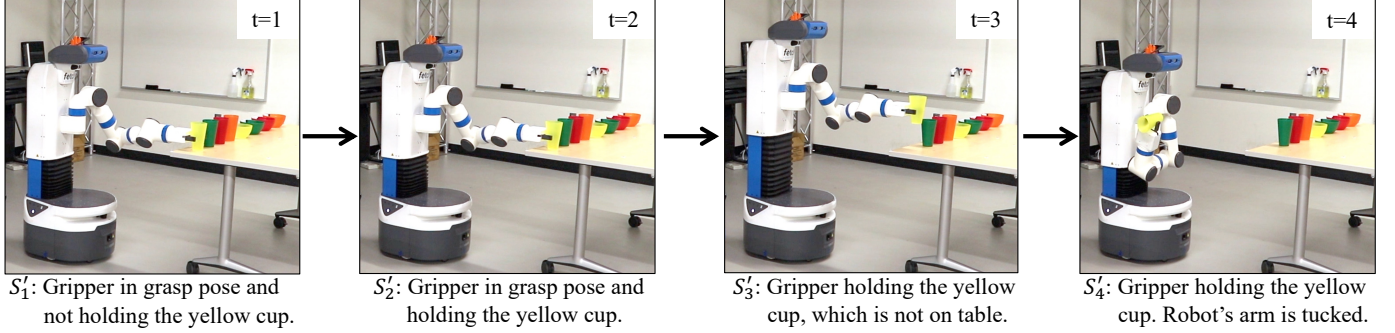 t=1
t=2
t=3
t=4
fetch
S′₁: Gripper in grasp pose and
not holding the yellow cup.
S′₂: Gripper in grasp pose and
holding the yellow cup.
S′₃: Gripper holding the yellow
cup, which is not on table.
S′₄: Gripper holding the yellow
cup. Robot's arm is tucked.